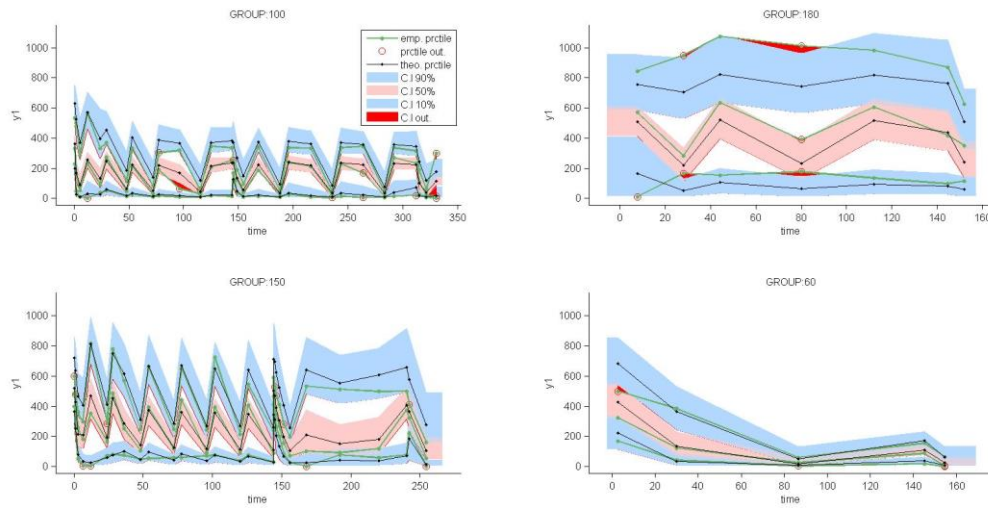 GROUP:100
1000
800
600
400
200
0
y1
0 50 100 150 200 250 300 350
time
emp. prctile
prctile out.
theo. prctile
C.I 90%
C.I 50%
C.I 10%
C.I out.
GROUP:180
1000
800
600
400
200
0
y1
0 20 40 60 80 100 120 140 160
time
GROUP:150
1000
800
600
400
200
0
y1
0 50 100 150 200 250
time
GROUP:60
1000
800
600
400
200
0
y1
0 20 40 60 80 100 120 140 160
time